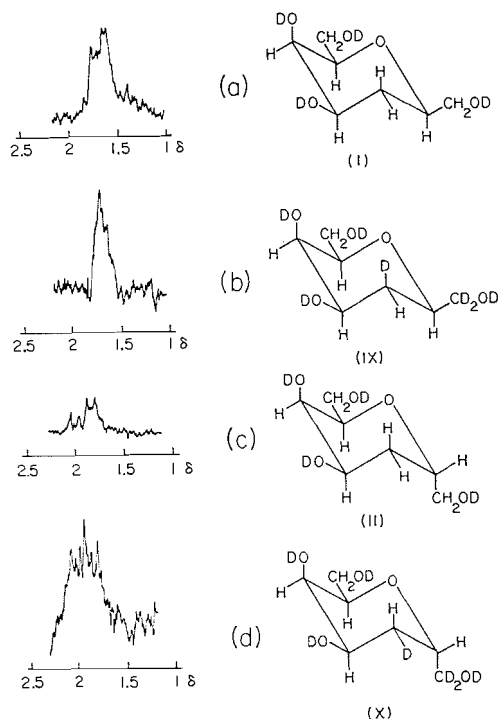 DO
CH2OD
O
H
H
H
DO
CH2OD
H
H
H
(a)
(I)
2.5 2 1.5 1 δ
DO
CH2OD
O
H
D
H
DO
CD2OD
H
H
H
(b)
(IX)
2.5 2 1.5 1 δ
DO
CH2OD
O
H
H
H
H
DO
H
H
CH2OD
(c)
(II)
2.5 2 1.5 1 δ
DO
CH2OD
O
H
H
H
H
DO
D
H
CD2OD
(d)
(X)
2.5 2 1.5 1 δ